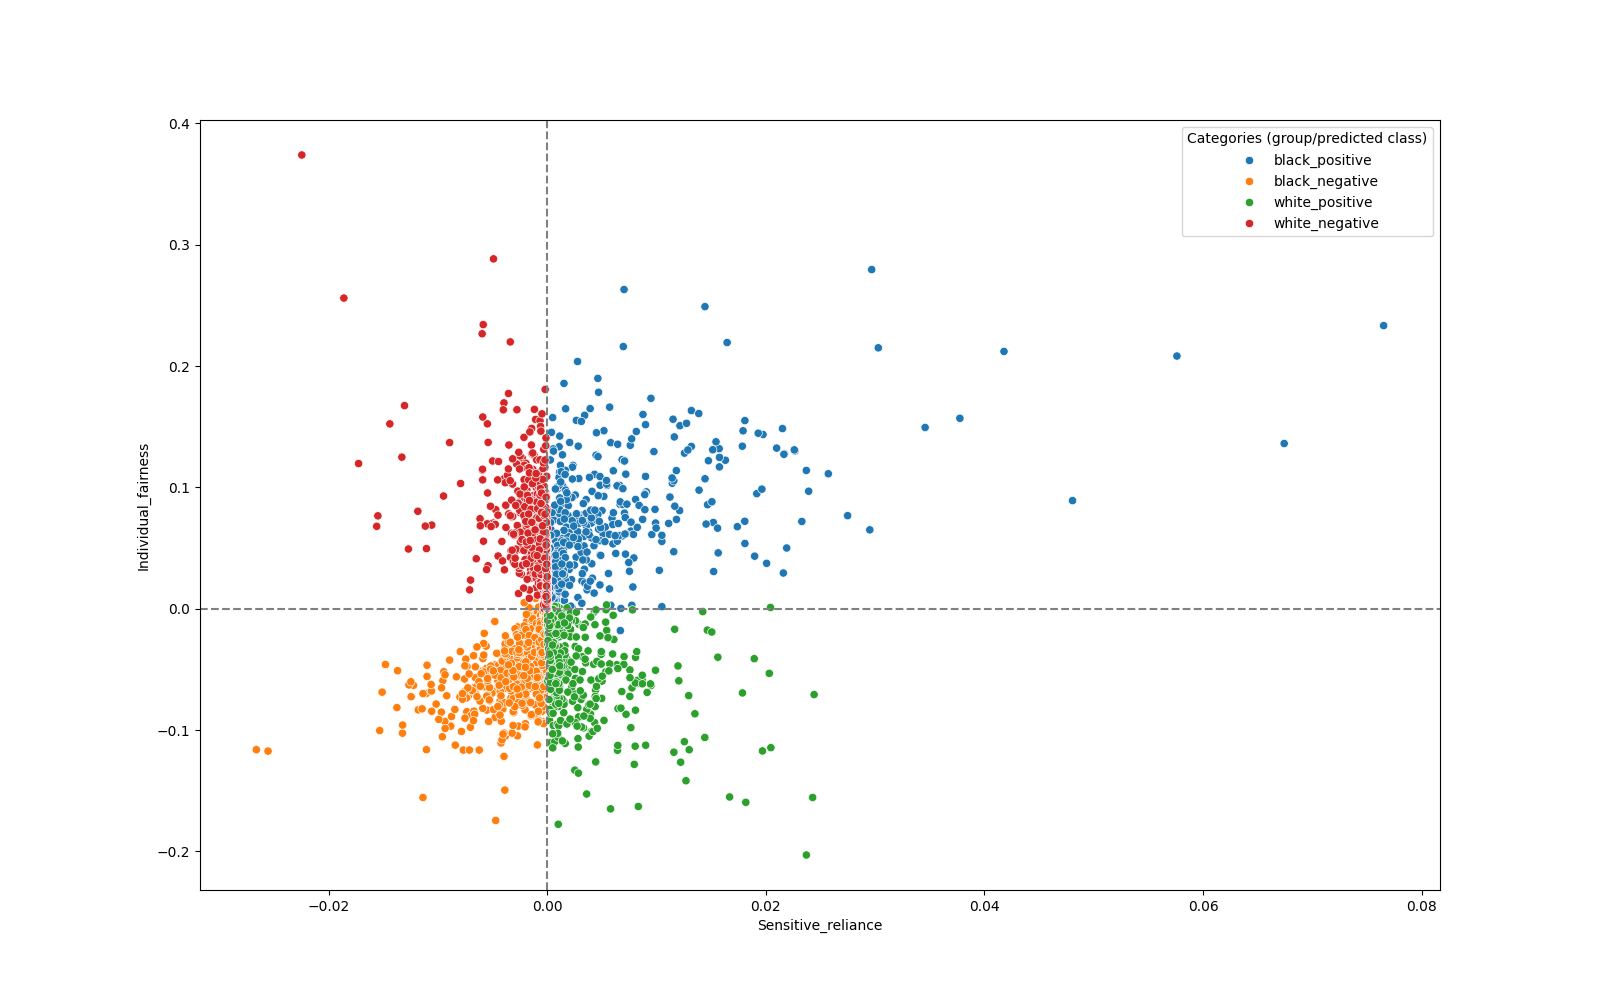 Categories (group/predicted class)
black_positive
black_negative
white_positive
white_negative
0.4
0.3
0.2
0.1
0.0
−0.1
−0.2
Individual_fairness
−0.02
0.00
0.02
0.04
0.06
0.08
Sensitive_reliance